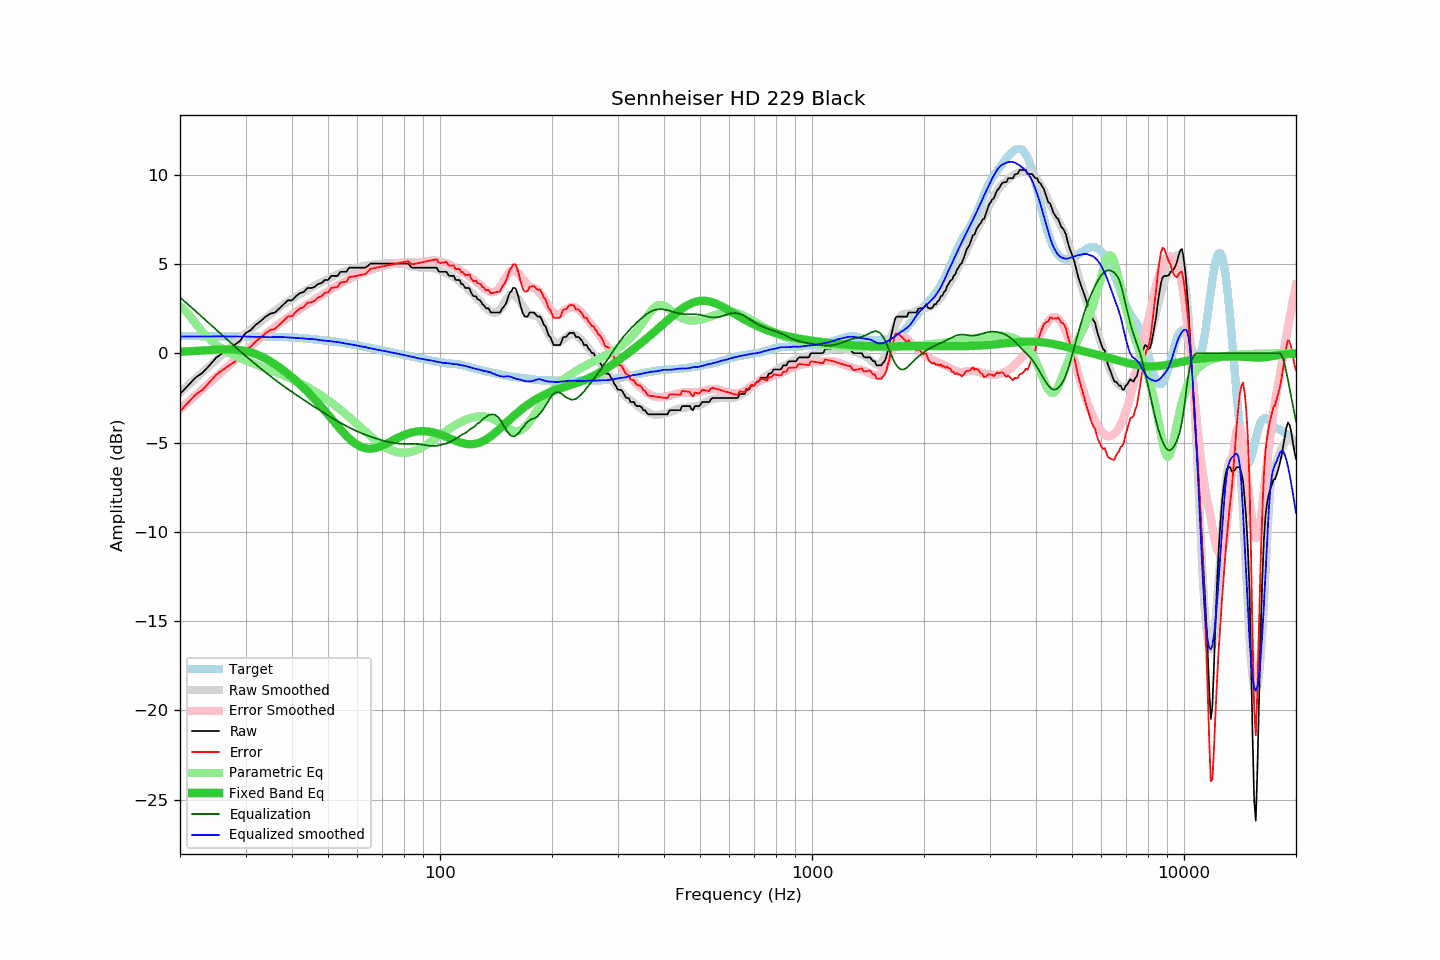 Sennheiser HD 229 Black
Amplitude (dBr)
10
5
0
−5
−10
−15
−20
−25
Target
Raw Smoothed
Error Smoothed
Raw
Error
Parametric Eq
Fixed Band Eq
Equalization
Equalized smoothed
100
1000
10000
Frequency (Hz)